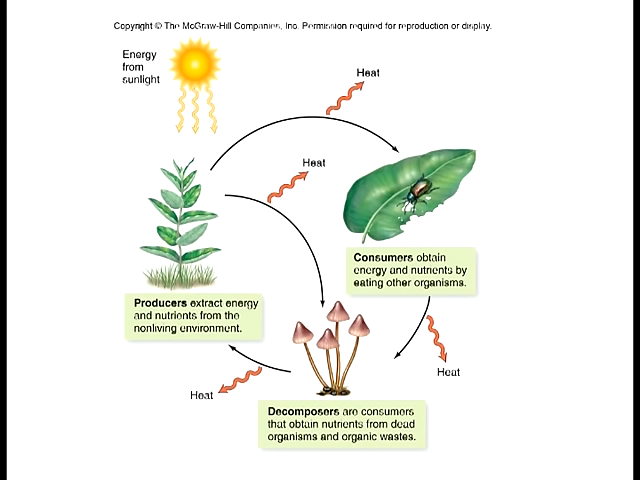 Copyright © The McGraw-Hill Companies, Inc. Permission required for reproduction or display.
Energy
from
sunlight
Heat
Heat
Consumers obtain
energy and nutrients by
eating other organisms.
Producers extract energy
and nutrients from the
nonliving environment.
Heat
Heat
Decomposers are consumers
that obtain nutrients from dead
organisms and organic wastes.